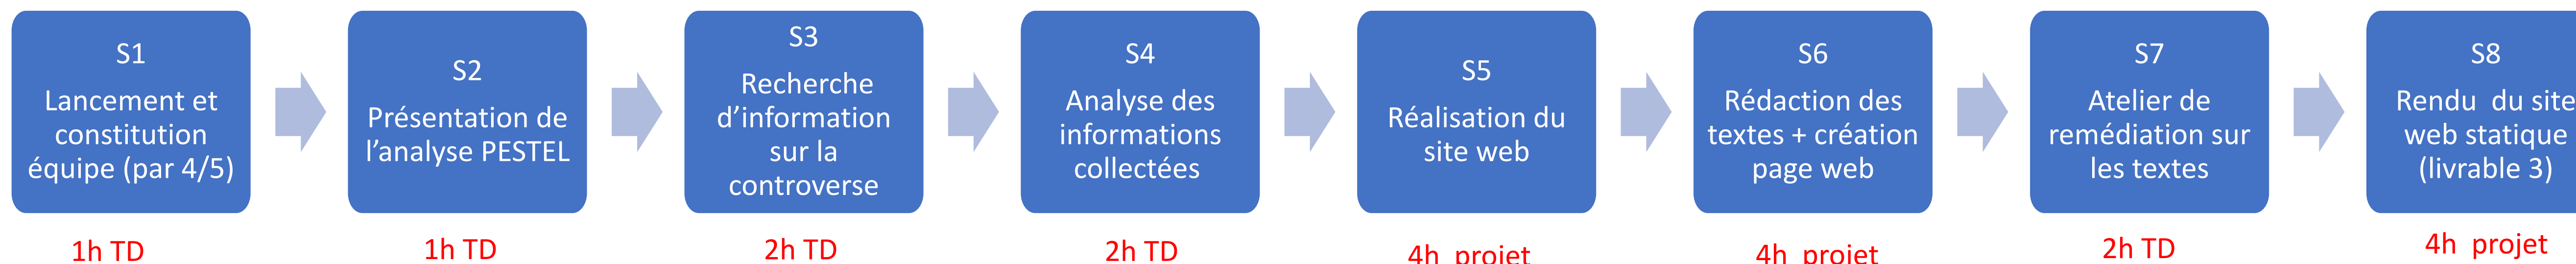 S1
Lancement et
constitution
équipe (par 4/5)
1h TD
S2
Présentation de
l’analyse PESTEL
1h TD
S3
Recherche
d’information
sur la
controverse
2h TD
S4
Analyse des
informations
collectées
2h TD
S5
Réalisation du
site web
4h  projet
S6
Rédaction des
textes + création
page web
4h  projet
S7
Atelier de
remédiation sur
les textes
2h TD
S8
Rendu  du site
web statique
(livrable 3)
4h  projet